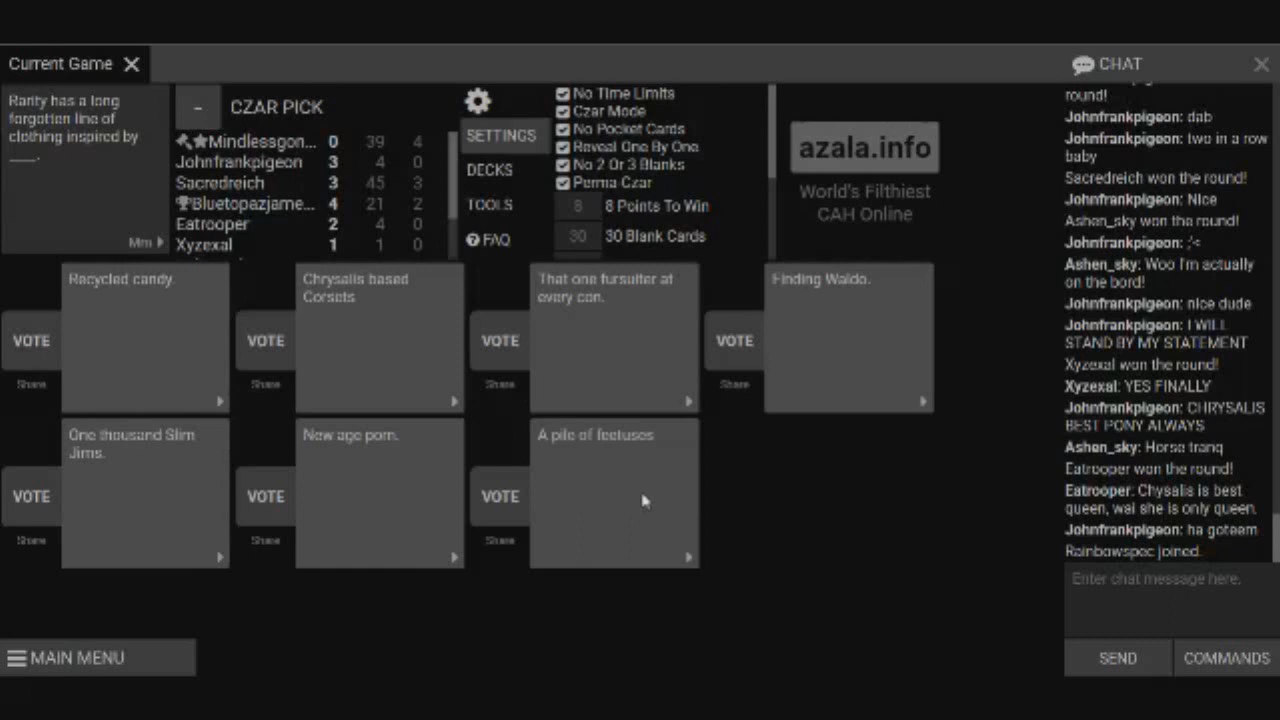 Current Game
CHAT
Rarity has a long
forgotten line of
clothing inspired by
____.
Mm
-
CZAR PICK
Mindlessgon... 0 39 4
Johnfrankpigeon 3 4 0
Sacredreich 3 45 3
Bluetopazjame... 4 21 2
Eatrooper 2 4 0
Xyzexal 1 1 0
SETTINGS
DECKS
TOOLS
FAQ
No Time Limits
Czar Mode
No Pocket Cards
Reveal One By One
No 2 Or 3 Blanks
Perma Czar
8 8 Points To Win
30 30 Blank Cards
azala.info
World's Filthiest
CAH Online
VOTE
Share
Recycled candy.
VOTE
Share
Chrysalis based
Corsets
VOTE
Share
That one fursuiter at
every con.
VOTE
Share
Finding Waldo.
VOTE
Share
One thousand Slim
Jims.
VOTE
Share
New age porn.
VOTE
Share
A pile of feetuses
MAIN MENU
round!
Johnfrankpigeon: dab
Johnfrankpigeon: two in a row
baby
Sacredreich won the round!
Johnfrankpigeon: Nice
Ashen_sky won the round!
Johnfrankpigeon: ;'<
Ashen_sky: Woo I'm actually
on the bord!
Johnfrankpigeon: nice dude
Johnfrankpigeon: I WILL
STAND BY MY STATEMENT
Xyzexal won the round!
Xyzexal: YES FINALLY
Johnfrankpigeon: CHRYSALIS
BEST PONY ALWAYS
Ashen_sky: Horse tranq
Eatrooper won the round!
Eatrooper: Chysalis is best
queen, wai she is only queen.
Johnfrankpigeon: ha goteem
Rainbowspec joined.
Enter chat message here.
SEND
COMMANDS